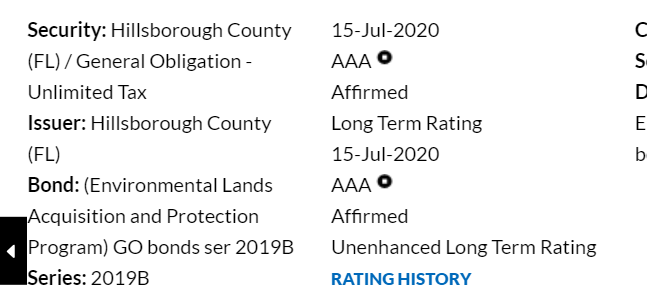 Security: Hillsborough County
(FL) / General Obligation -
Unlimited Tax
Issuer: Hillsborough County
(FL)
Bond: (Environmental Lands
Acquisition and Protection
Program) GO bonds ser 2019B
Series: 2019B
15-Jul-2020
AAA
Affirmed
Long Term Rating
15-Jul-2020
AAA
Affirmed
Unenhanced Long Term Rating
RATING HISTORY